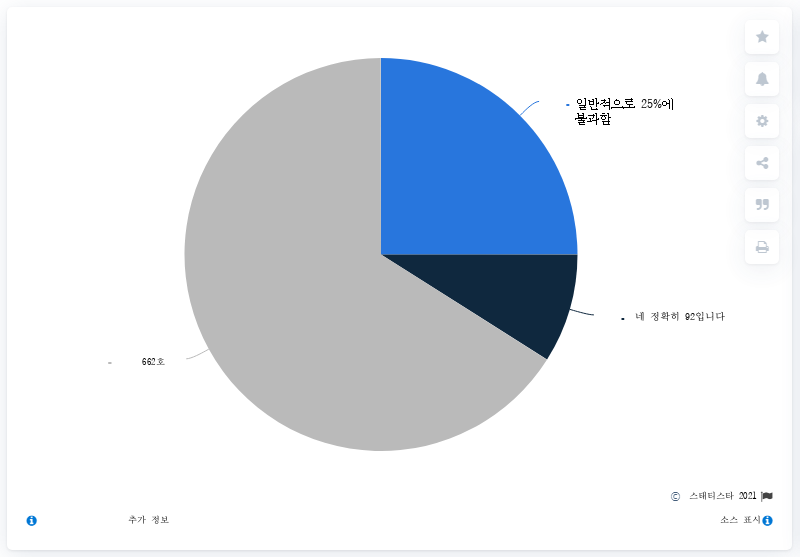 일반적으로 25%에
불과함
네 정확히 92입니다
662호
© 스태티스타 2021
추가 정보
소스 표시